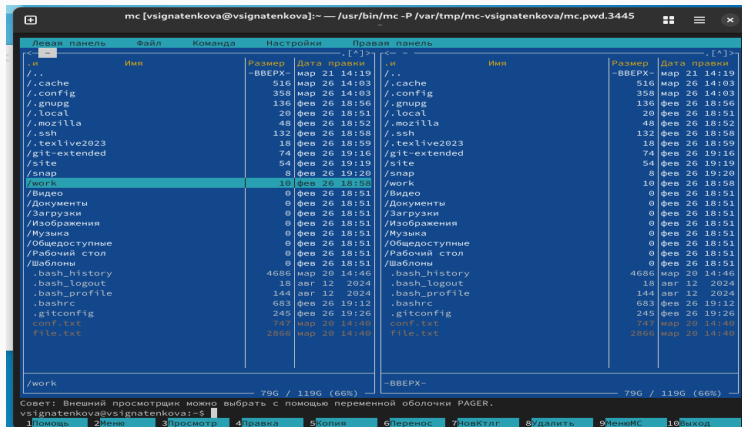 mc [vsignatenkova@vsignatenkova]:~ — /usr/bin/mc -P /var/tmp/mc-vsignatenkova/mc.pwd.3445
Левая панель Файл Команда Настройки Правая панель
<— ~ .[^]> <— ~ .[^]>
.и Имя Размер Дата правки .и Имя Размер Дата правки
/.. -ВВЕРХ- мар 21 14:19 /.. -ВВЕРХ- мар 21 14:19
/.cache 516 мар 26 14:03 /.cache 516 мар 26 14:03
/.config 358 мар 26 14:03 /.config 358 мар 26 14:03
/.gnupg 136 фев 26 18:56 /.gnupg 136 фев 26 18:56
/.local 20 фев 26 18:51 /.local 20 фев 26 18:51
/.mozilla 48 фев 26 18:52 /.mozilla 48 фев 26 18:52
/.ssh 132 фев 26 18:58 /.ssh 132 фев 26 18:58
/.texlive2023 18 фев 26 18:59 /.texlive2023 18 фев 26 18:59
/git-extended 74 фев 26 19:16 /git-extended 74 фев 26 19:16
/site 54 фев 26 19:19 /site 54 фев 26 19:19
/snap 8 фев 26 19:20 /snap 8 фев 26 19:20
/work 10 фев 26 18:58 /work 10 фев 26 18:58
/Видео 0 фев 26 18:51 /Видео 0 фев 26 18:51
/Документы 0 фев 26 18:51 /Документы 0 фев 26 18:51
/Загрузки 0 фев 26 18:51 /Загрузки 0 фев 26 18:51
/Изображения 0 фев 26 18:51 /Изображения 0 фев 26 18:51
/Музыка 0 фев 26 18:51 /Музыка 0 фев 26 18:51
/Общедоступные 0 фев 26 18:51 /Общедоступные 0 фев 26 18:51
/Рабочий стол 0 фев 26 18:51 /Рабочий стол 0 фев 26 18:51
/Шаблоны 0 фев 26 18:51 /Шаблоны 0 фев 26 18:51
.bash_history 4686 мар 20 14:46 .bash_history 4686 мар 20 14:46
.bash_logout 18 авг 12 2024 .bash_logout 18 авг 12 2024
.bash_profile 144 авг 12 2024 .bash_profile 144 авг 12 2024
.bashrc 683 фев 26 19:12 .bashrc 683 фев 26 19:12
.gitconfig 245 фев 26 19:26 .gitconfig 245 фев 26 19:26
conf.txt 747 мар 20 14:40 conf.txt 747 мар 20 14:40
file.txt 2866 мар 20 14:40 file.txt 2866 мар 20 14:40
/work -ВВЕРХ-
79G / 119G (66%) 79G / 119G (66%)
Совет: Внешний просмотрщик можно выбрать с помощью переменной оболочки PAGER.
vsignatenkova@vsignatenkova:~$
1Помощь 2Меню 3Просмотр 4Правка 5Копия 6Перенос 7НовКтлг 8Удалить 9МенюMC 10Выход